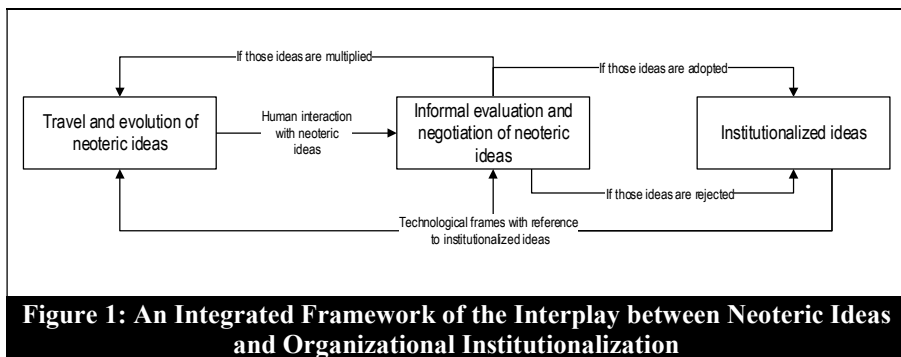 If those ideas are multiplied
If those ideas are adopted
Travel and evolution of
neoteric ideas
Human interaction
with neoteric
ideas
Informal evaluation and
negotiation of neoteric
ideas
Institutionalized ideas
If those ideas are rejected
Technological frames with reference
to institutionalized ideas
Figure 1: An Integrated Framework of the Interplay between Neoteric Ideas
and Organizational Institutionalization